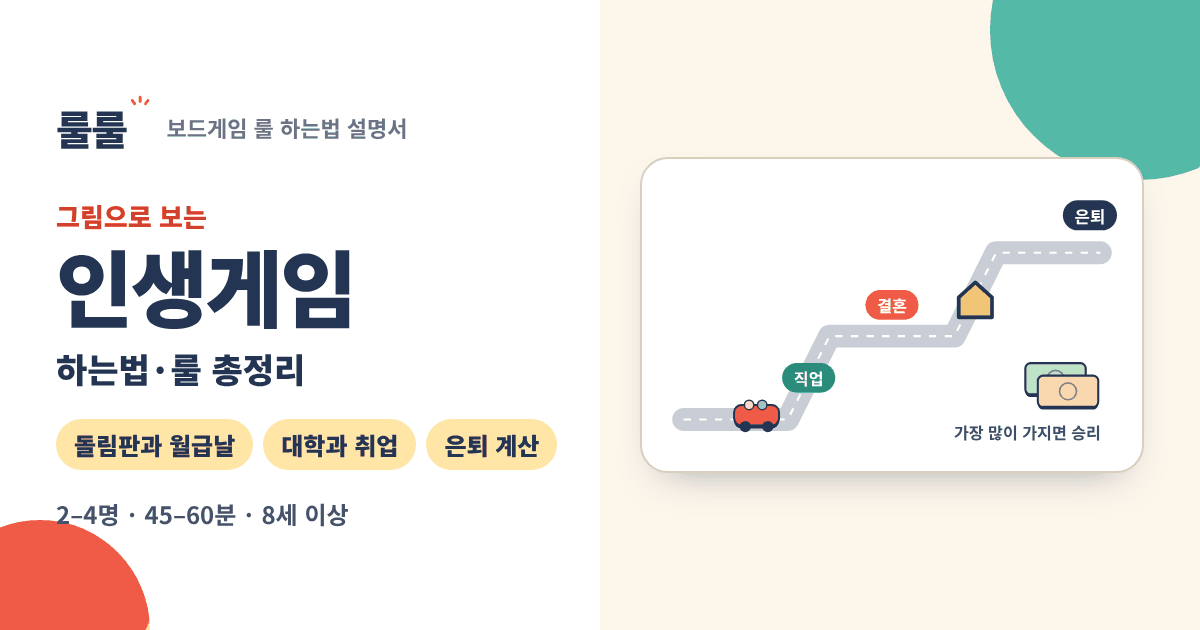 룰룰 보드게임 룰 하는법 설명서
그림으로 보는
인생게임
하는법·룰 총정리
돌림판과 월급날 대학과 취업 은퇴 계산
2–4명 · 45–60분 · 8세 이상
은퇴
결혼
직업
가장 많이 가지면 승리